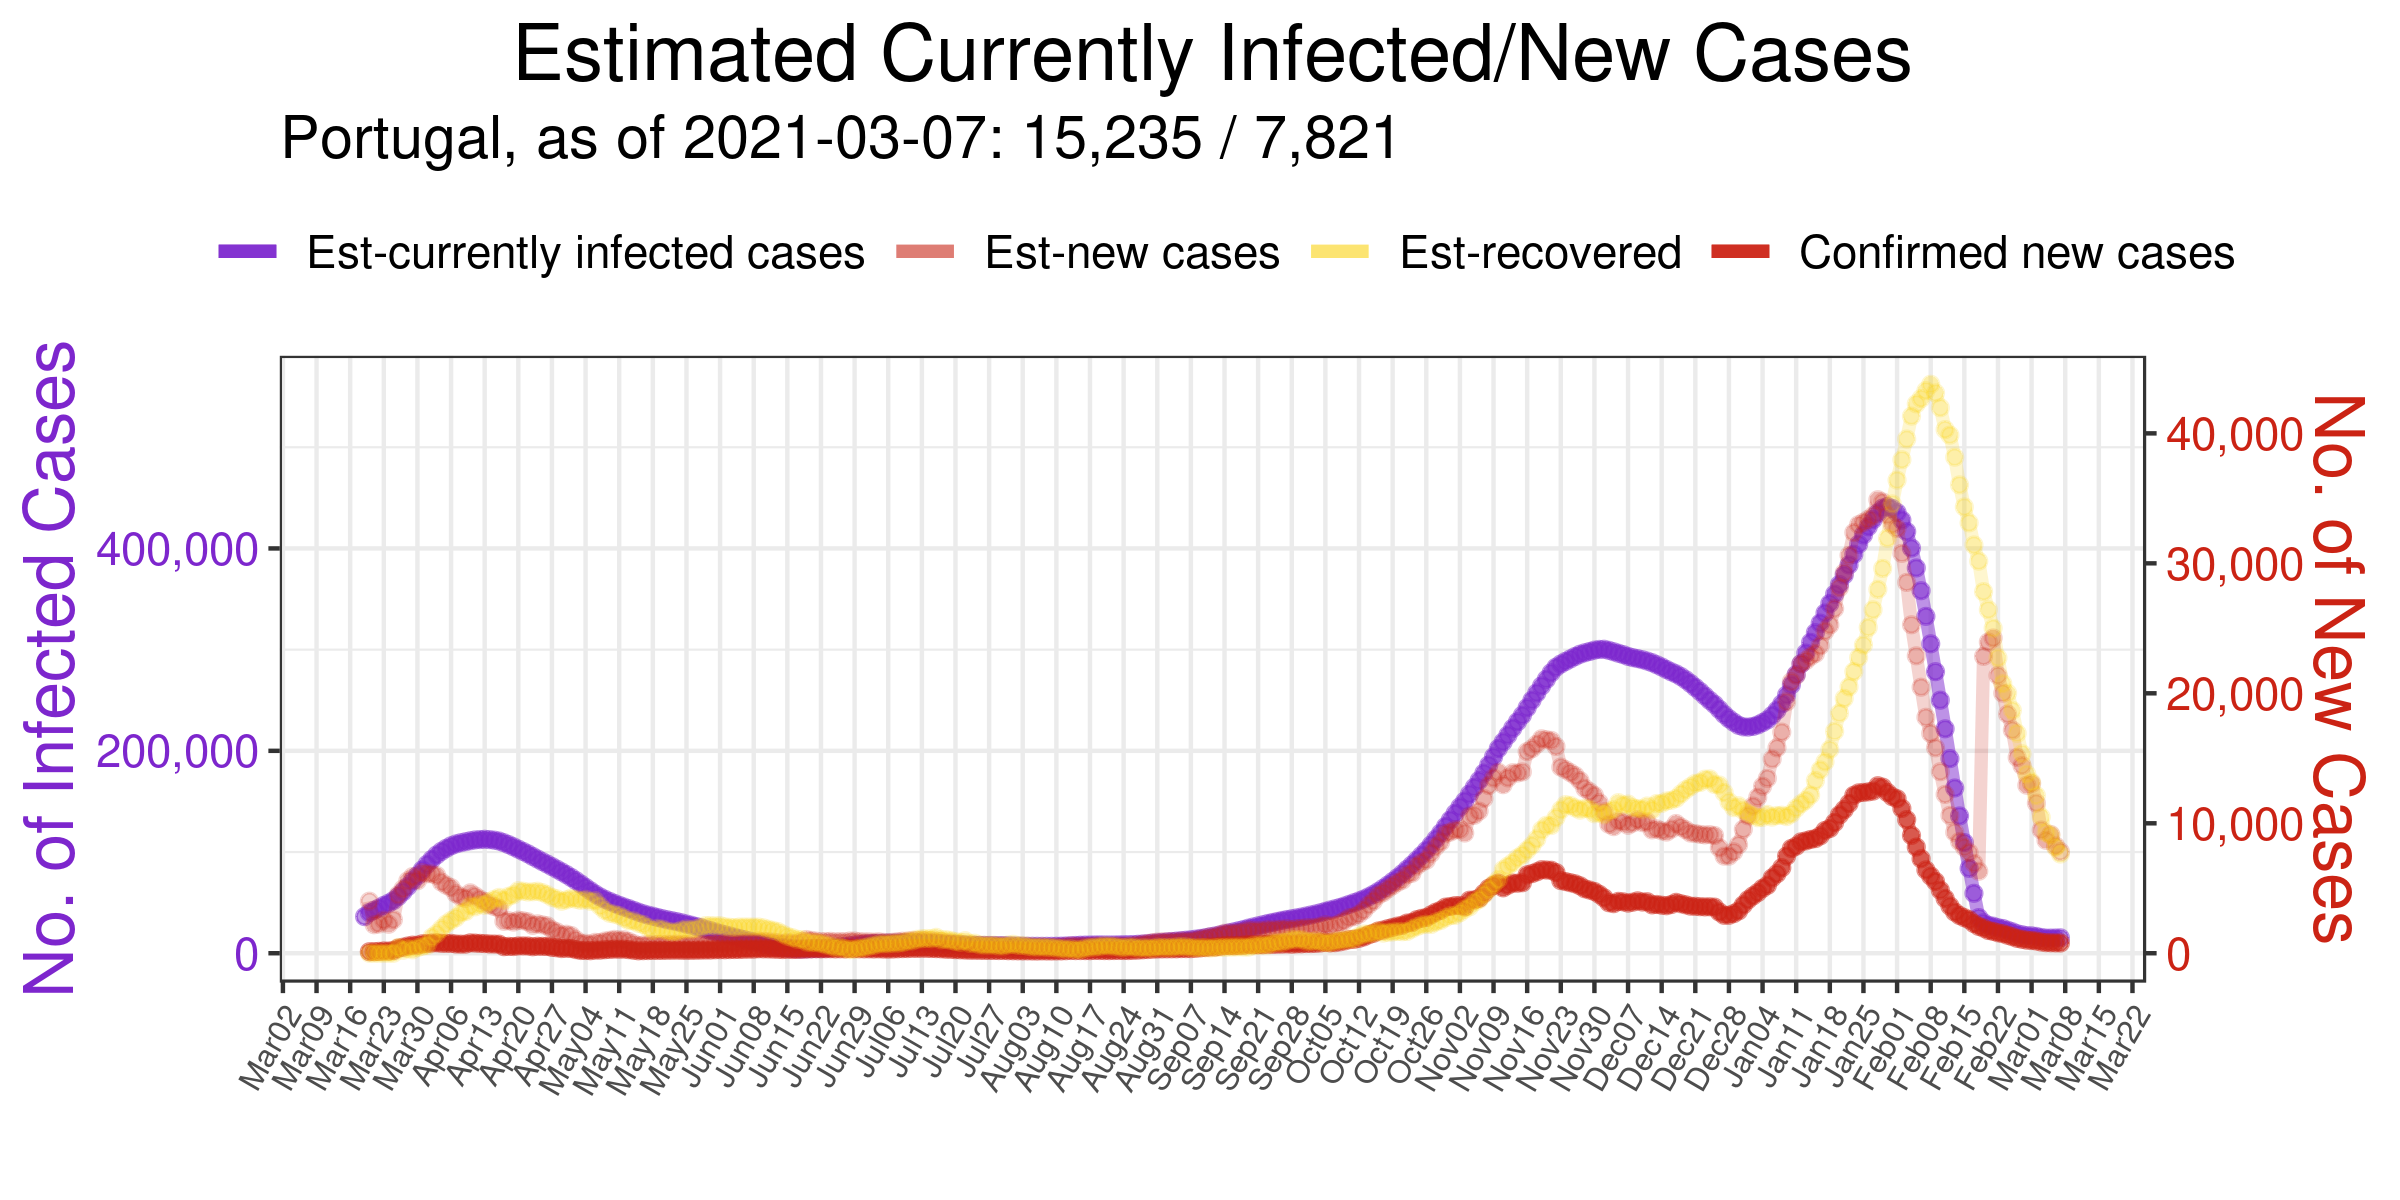 Estimated Currently Infected/New Cases
Portugal, as of 2021-03-07: 15,235 / 7,821
Est-currently infected cases Est-new cases Est-recovered Confirmed new cases
No. of Infected Cases
400,000
200,000
0
No. of New Cases
40,000
30,000
20,000
10,000
0
Mar02 Mar09 Mar16 Mar23 Mar30 Apr06 Apr13 Apr20 Apr27 May04 May11 May18 May25 Jun01 Jun08 Jun15 Jun22 Jun29 Jul06 Jul13 Jul20 Jul27 Aug03 Aug10 Aug17 Aug24 Aug31 Sep07 Sep14 Sep21 Sep28 Oct05 Oct12 Oct19 Oct26 Nov02 Nov09 Nov16 Nov23 Nov30 Dec07 Dec14 Dec21 Dec28 Jan04 Jan11 Jan18 Jan25 Feb01 Feb08 Feb15 Feb22 Mar01 Mar08 Mar15 Mar22